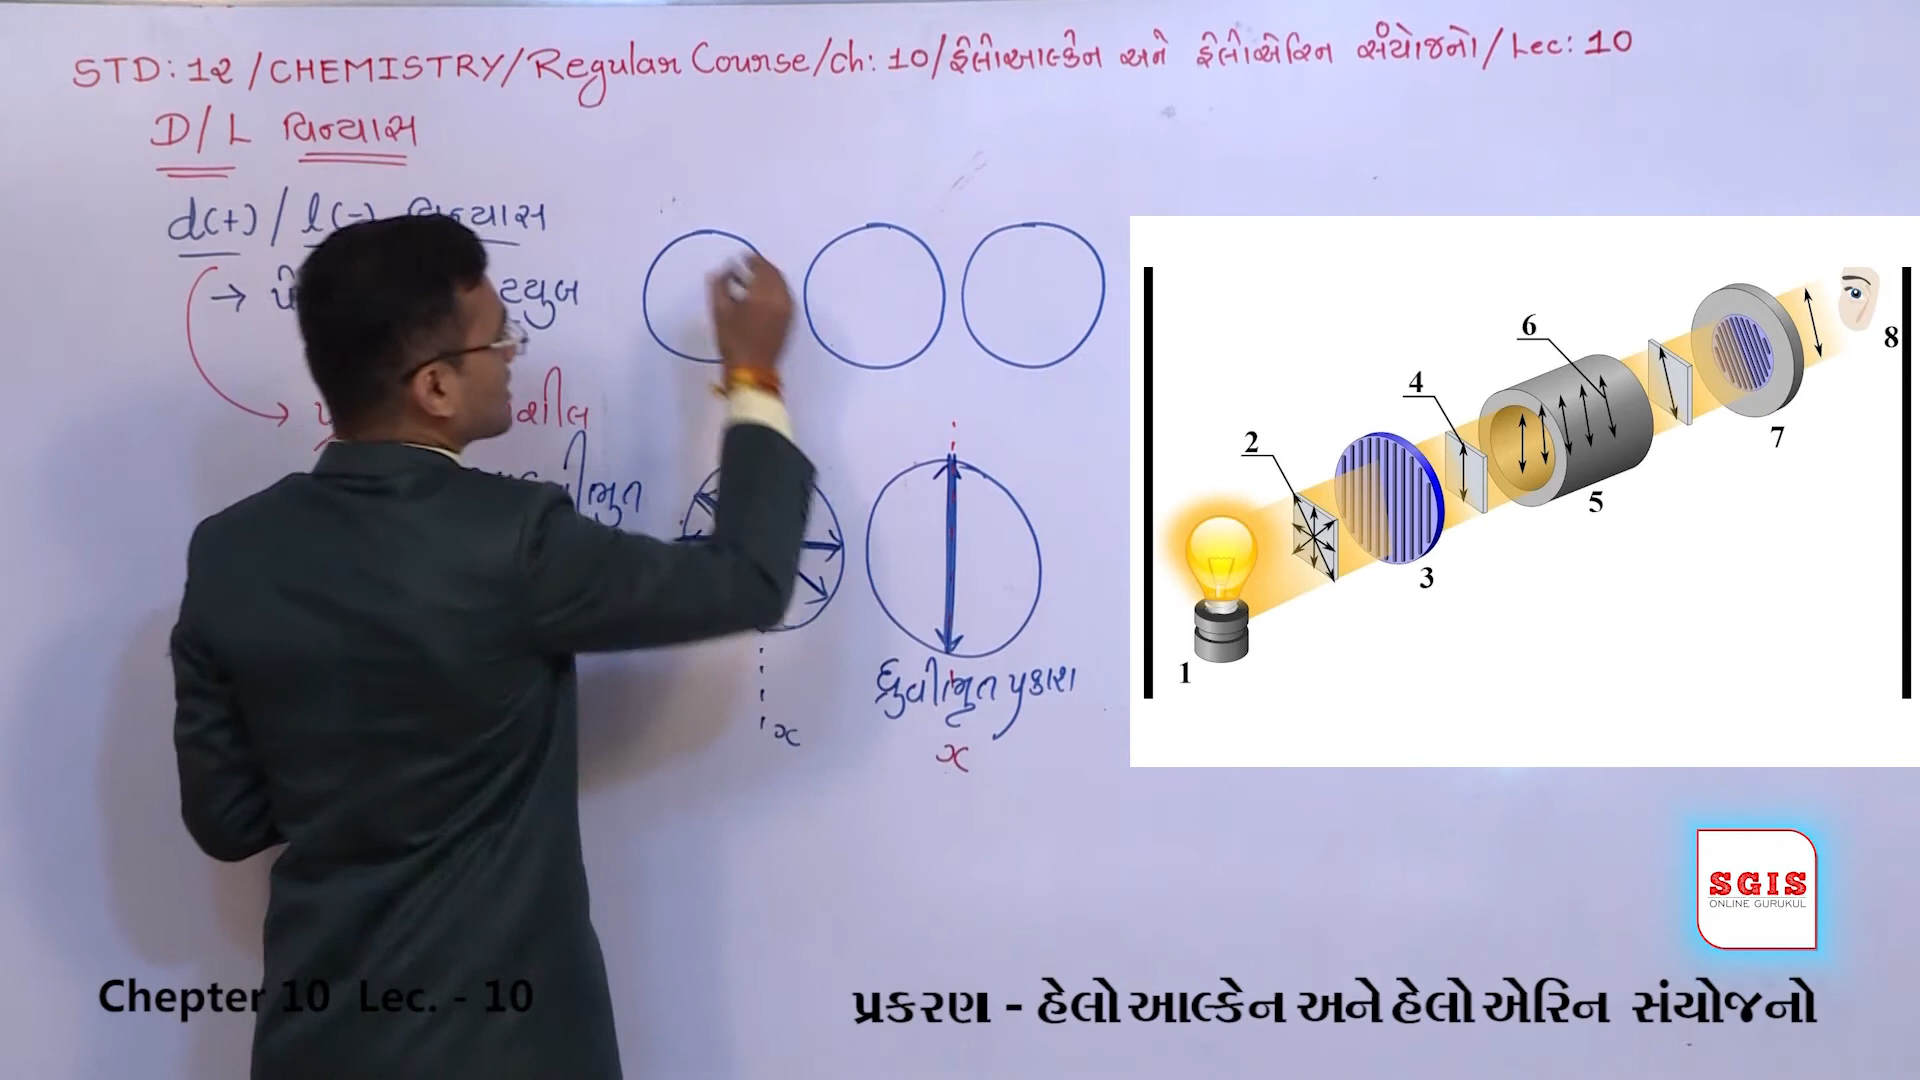 STD: 12 / CHEMISTRY / Regular Course / ch: 10 / હેલોઆલ્કેન અને હેલોએરિન સંયોજનો / Lec: 10
D/L વિન્યાસ
d(+) / l(-) વિન્યાસ
→
ટયુબ
શીલ
x
ધ્રુવીભુત પ્રકાશ
x
1
2
3
4
5
6
7
8
SGIS
ONLINE GURUKUL
Chepter 10 Lec. - 10
પ્રકરણ - હેલોઆલ્કેન અને હેલોએરિન સંયોજનો